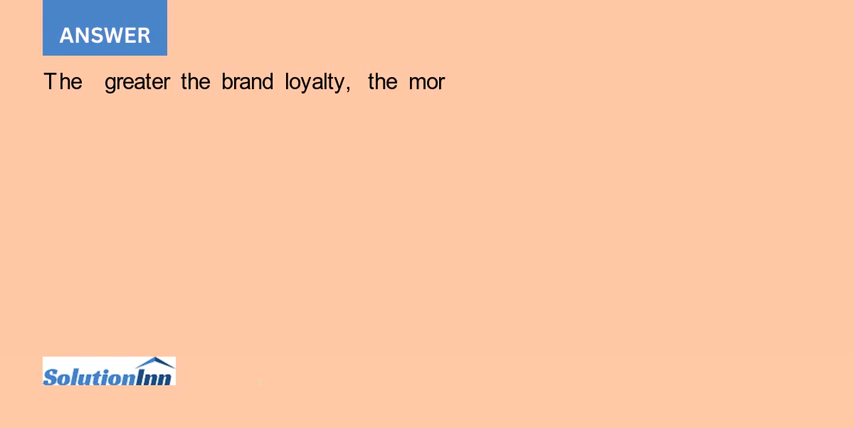 ANSWER
The greater the brand loyalty, the mor
SolutionInn